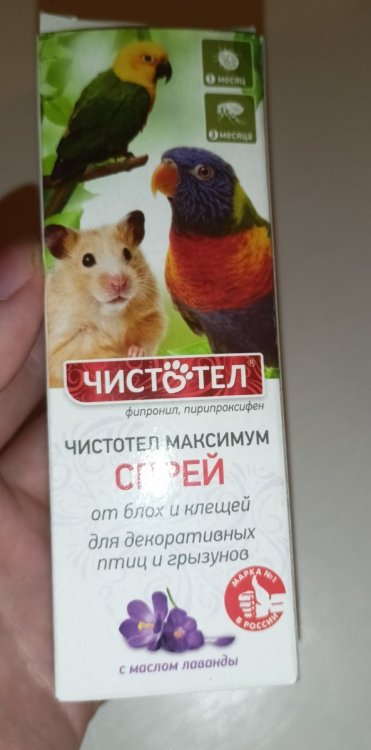 1 месяц
3 месяца
ЧИСТОТЕЛ®
фипронил, пирипроксифен
ЧИСТОТЕЛ МАКСИМУМ
СПРЕЙ
от блох и клещей
для декоративных
птиц и грызунов
МАРКА №1
В РОССИИ
с маслом лаванды